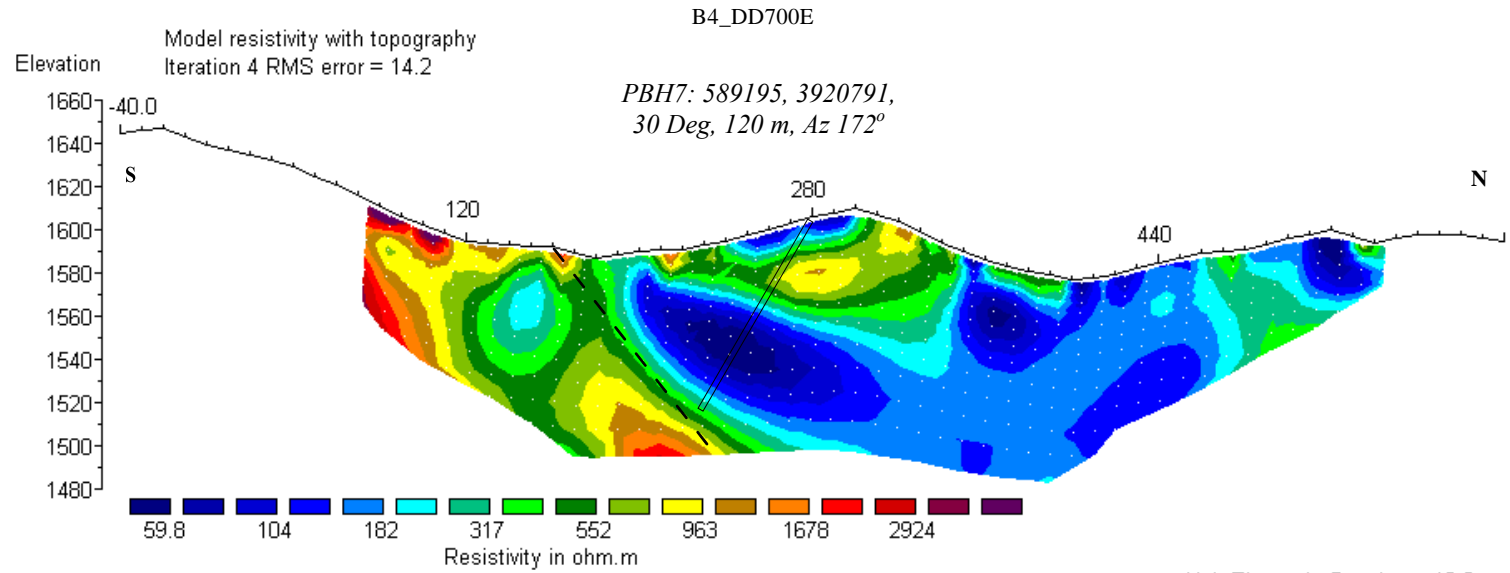 B4_DD700E
Model resistivity with topography
Elevation
Iteration 4 RMS error = 14.2
PBH7: 589195, 3920791,
30 Deg, 120 m, Az 172º
1660
-40.0
1640
1620
S
N
280
120
1600
440
1580
1560
1540
1520
1500
1480
59.8 104 182 317 552 963 1678 2924
Resistivity in ohm.m